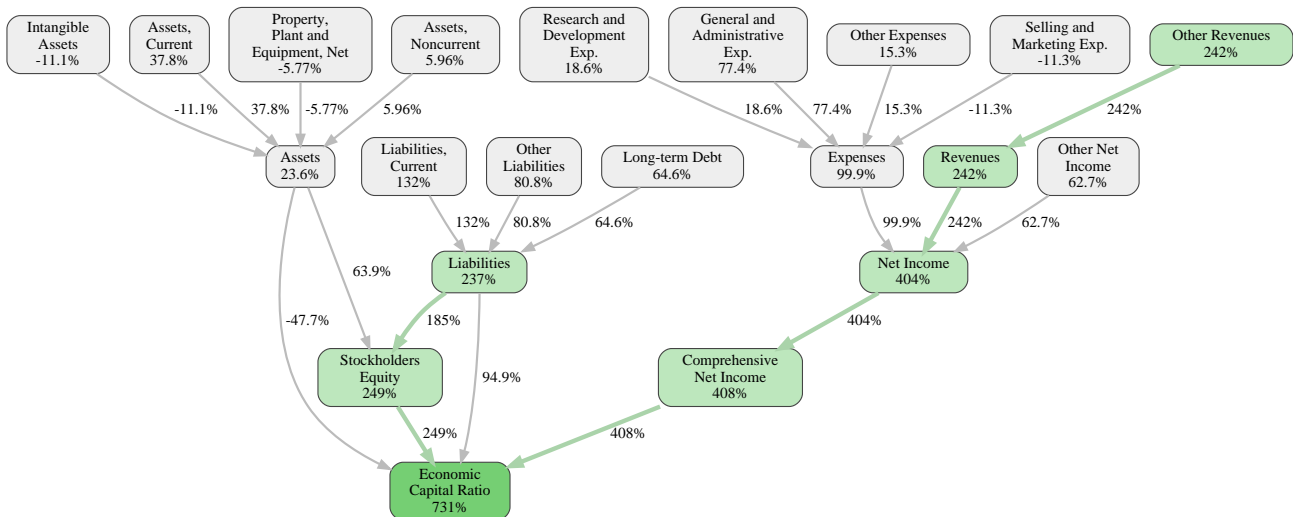 Intangible
Assets
-11.1%
Assets,
Current
37.8%
Property,
Plant and
Equipment, Net
-5.77%
Assets,
Noncurrent
5.96%
Research and
Development
Exp.
18.6%
General and
Administrative
Exp.
77.4%
Other Expenses
15.3%
Selling and
Marketing Exp.
-11.3%
Other Revenues
242%
-11.1%
37.8%
-5.77%
5.96%
18.6%
77.4%
15.3%
-11.3%
242%
Assets
23.6%
Liabilities,
Current
132%
Other
Liabilities
80.8%
Long-term Debt
64.6%
Expenses
99.9%
Revenues
242%
Other Net
Income
62.7%
132%
80.8%
64.6%
99.9%
242%
62.7%
63.9%
Liabilities
237%
Net Income
404%
-47.7%
185%
404%
Stockholders
Equity
249%
94.9%
Comprehensive
Net Income
408%
249%
408%
Economic
Capital Ratio
731%